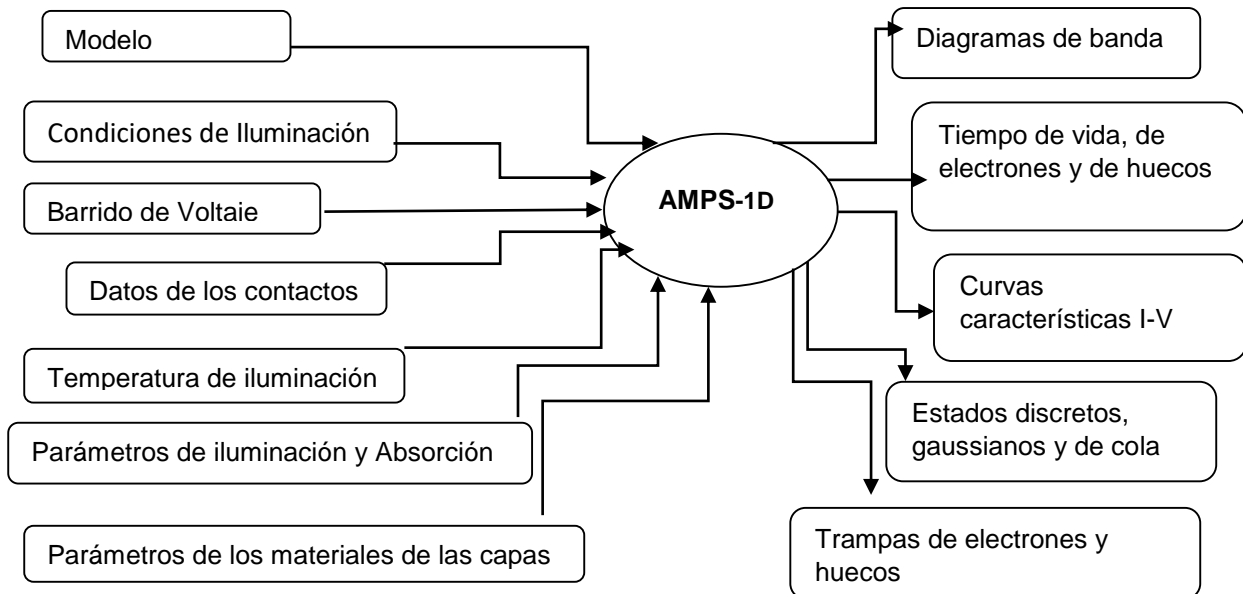 Modelo
Condiciones de Iluminación
Barrido de Voltaie
Datos de los contactos
Temperatura de iluminación
Parámetros de iluminación y Absorción
Parámetros de los materiales de las capas
AMPS-1D
Diagramas de banda
Tiempo de vida, de
electrones y de huecos
Curvas
características I-V
Estados discretos,
gaussianos y de cola
Trampas de electrones y
huecos